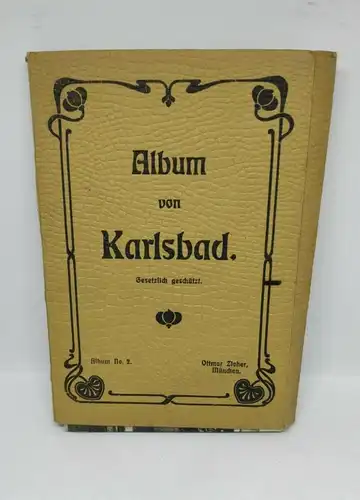 Album
von
Karlsbad.
Gesetzlich geschützt.
Album No. 2.
Ottmar Zieher,
München.